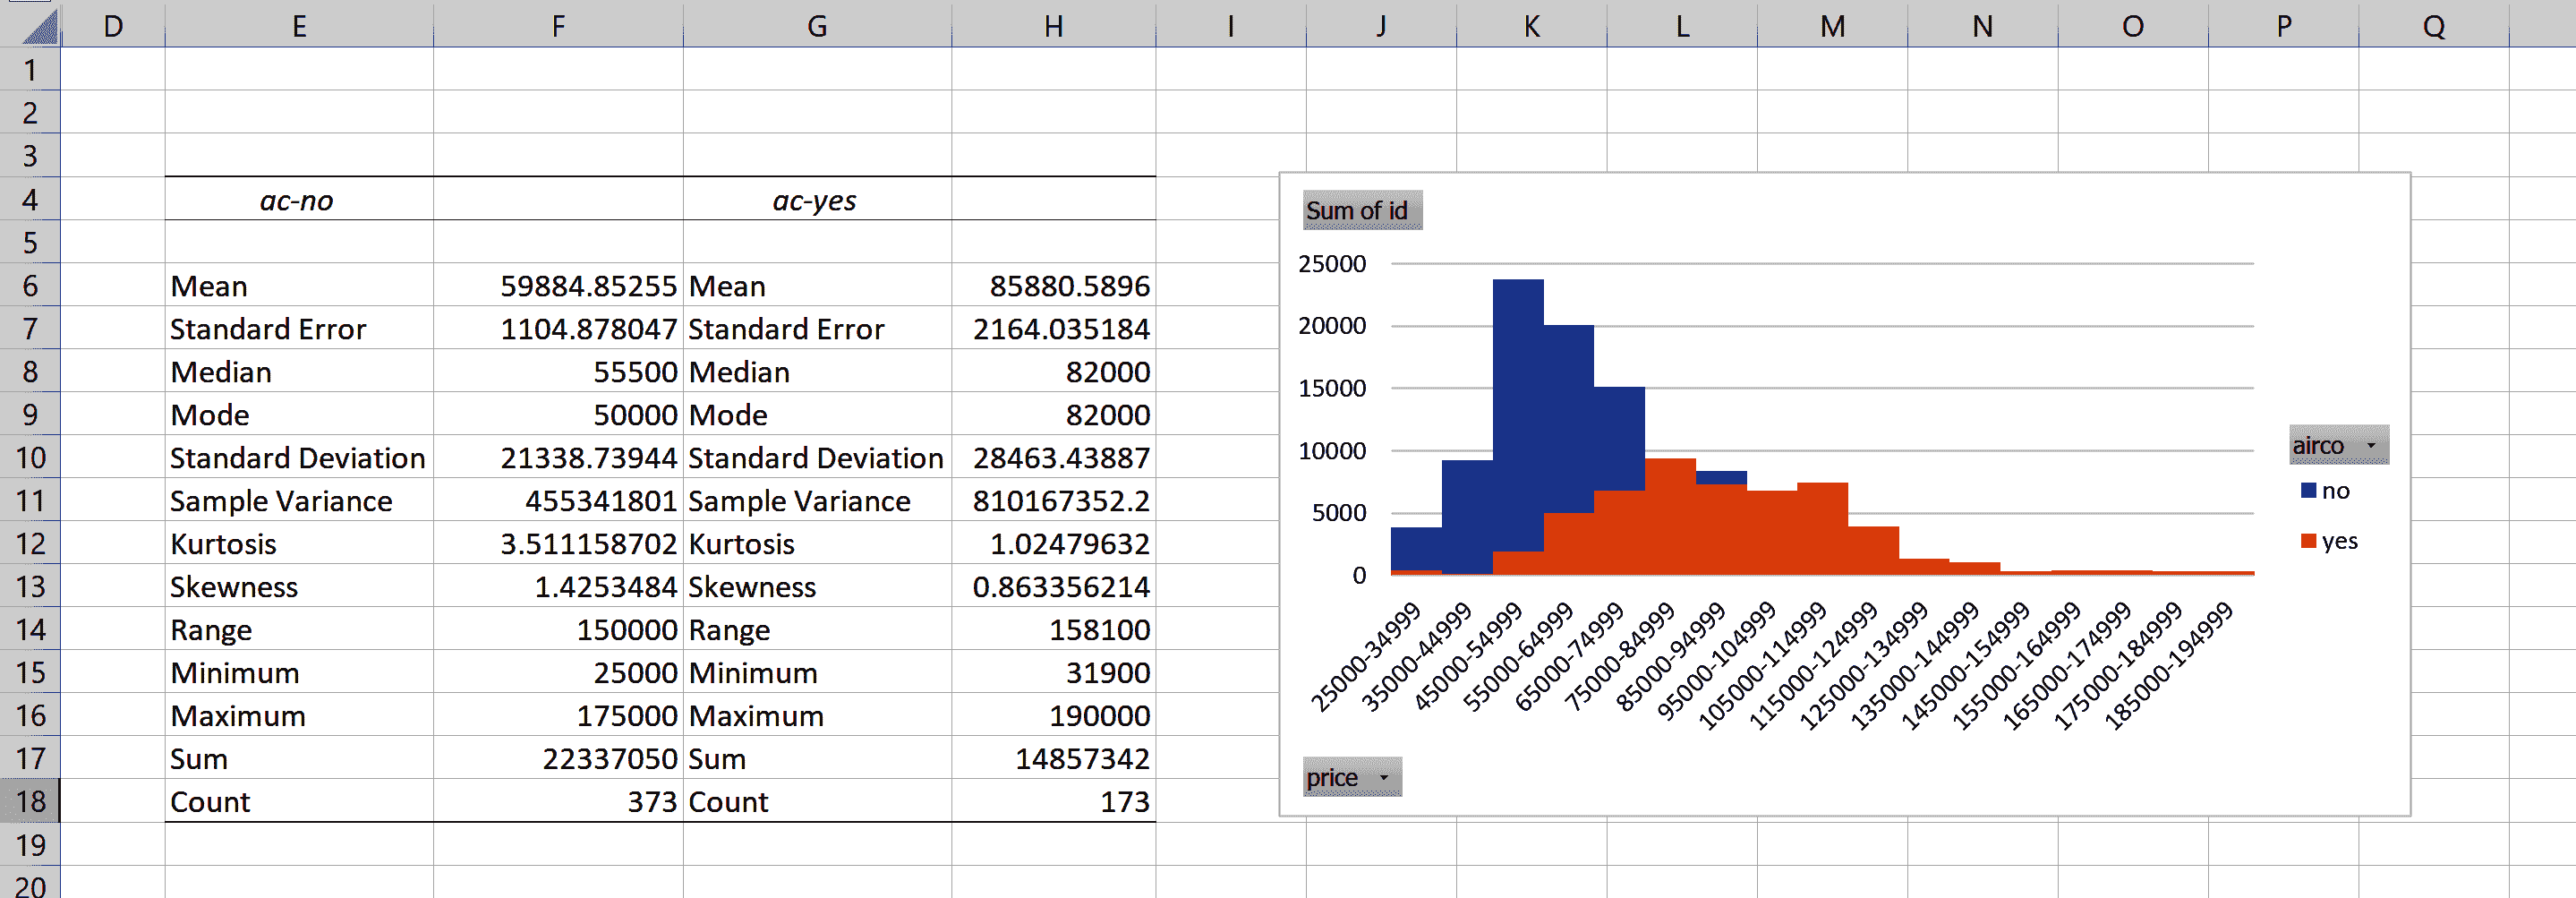 D E F G H I J K L M N O P Q
1
2
3
4 ac-no ac-yes
5
6 Mean 59884.85255 Mean 85880.5896
7 Standard Error 1104.878047 Standard Error 2164.035184
8 Median 55500 Median 82000
9 Mode 50000 Mode 82000
10 Standard Deviation 21338.73944 Standard Deviation 28463.43887
11 Sample Variance 455341801 Sample Variance 810167352.2
12 Kurtosis 3.511158702 Kurtosis 1.02479632
13 Skewness 1.4253484 Skewness 0.863356214
14 Range 150000 Range 158100
15 Minimum 25000 Minimum 31900
16 Maximum 175000 Maximum 190000
17 Sum 22337050 Sum 14857342
18 Count 373 Count 173
19
20
Sum of id
25000
20000
15000
10000
5000
0
25000-34999
35000-44999
45000-54999
55000-64999
65000-74999
75000-84999
85000-94999
95000-104999
105000-114999
115000-124999
125000-134999
135000-144999
145000-154999
155000-164999
165000-174999
175000-184999
185000-194999
airco
no
yes
price